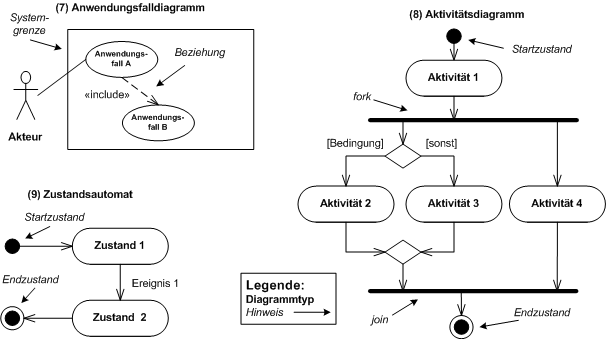 (7) Anwendungsfalldiagramm
System-
grenze
Anwendungs-
fall A
Beziehung
«include»
Anwendungs-
fall B
Akteur
(8) Aktivitätsdiagramm
Startzustand
Aktivität 1
fork
[Bedingung]
[sonst]
Aktivität 2
Aktivität 3
Aktivität 4
join
Endzustand
(9) Zustandsautomat
Startzustand
Zustand 1
Ereignis 1
Endzustand
Zustand 2
Legende:
Diagrammtyp
Hinweis